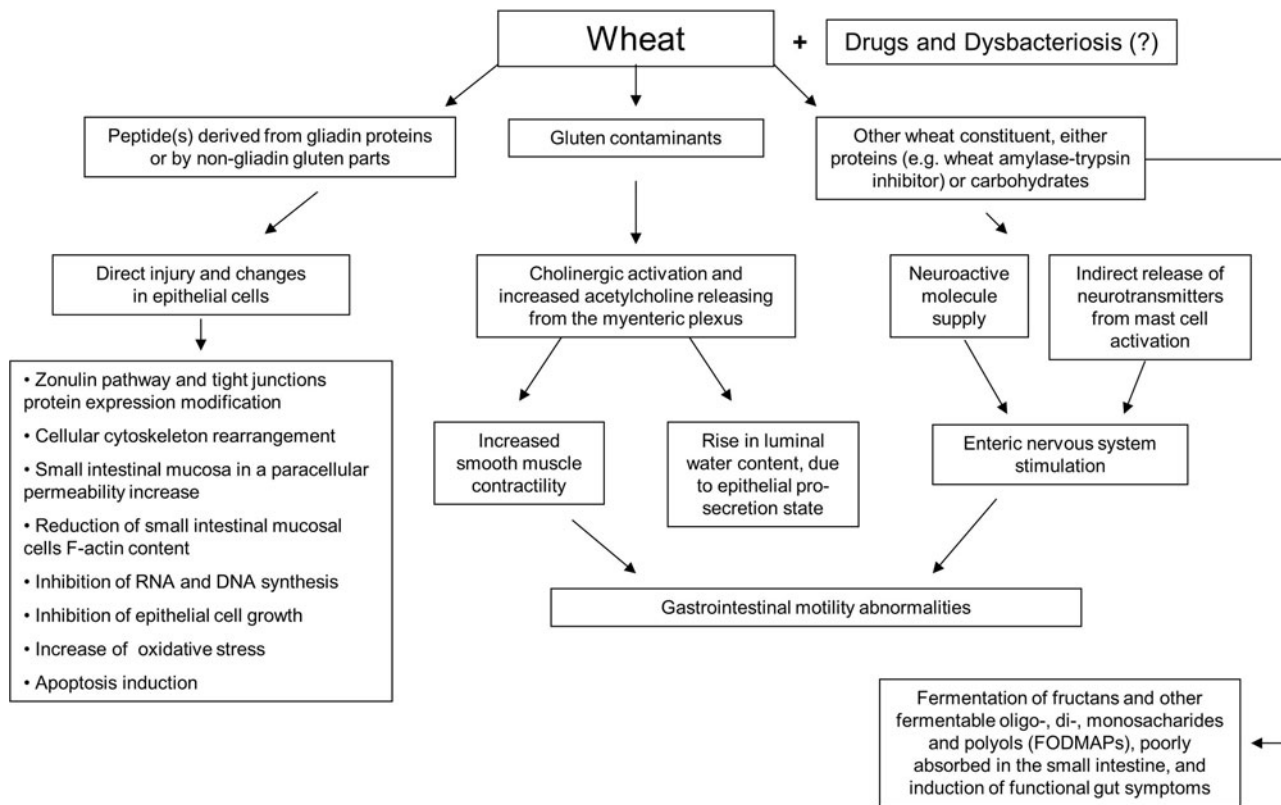 Wheat
+
Drugs and Dysbacteriosis (?)
Peptide(s) derived from gliadin proteins
or by non-gliadin gluten parts
Gluten contaminants
Other wheat constituent, either
proteins (e.g. wheat amylase-trypsin
inhibitor) or carbohydrates
Direct injury and changes
in epithelial cells
Cholinergic activation and
increased acetylcholine releasing
from the myenteric plexus
Neuroactive
molecule
supply
Indirect release of
neurotransmitters
from mast cell
activation
• Zonulin pathway and tight junctions
protein expression modification
• Cellular cytoskeleton rearrangement
• Small intestinal mucosa in a paracellular
permeability increase
• Reduction of small intestinal mucosal
cells F-actin content
• Inhibition of RNA and DNA synthesis
• Inhibition of epithelial cell growth
• Increase of oxidative stress
• Apoptosis induction
Increased
smooth muscle
contractility
Rise in luminal
water content, due
to epithelial pro-
secretion state
Enteric nervous system
stimulation
Gastrointestinal motility abnormalities
Fermentation of fructans and other
fermentable oligo-, di-, monosacharides
and polyols (FODMAPs), poorly
absorbed in the small intestine, and
induction of functional gut symptoms